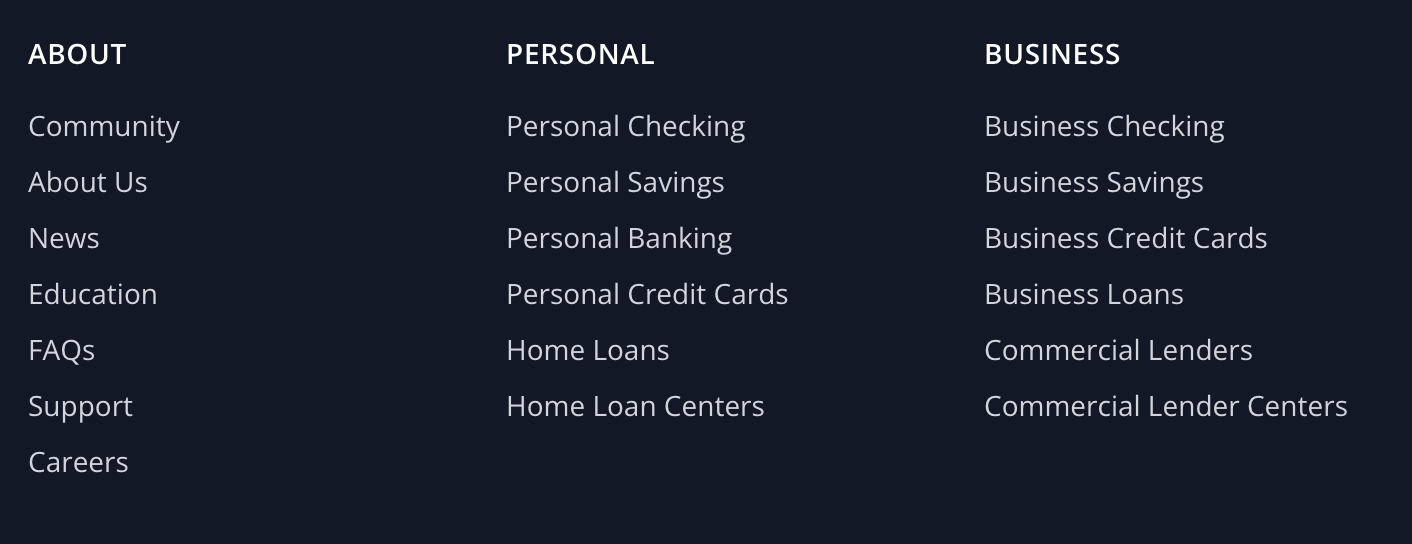 ABOUT
Community
About Us
News
Education
FAQs
Support
Careers
PERSONAL
Personal Checking
Personal Savings
Personal Banking
Personal Credit Cards
Home Loans
Home Loan Centers
BUSINESS
Business Checking
Business Savings
Business Credit Cards
Business Loans
Commercial Lenders
Commercial Lender Centers